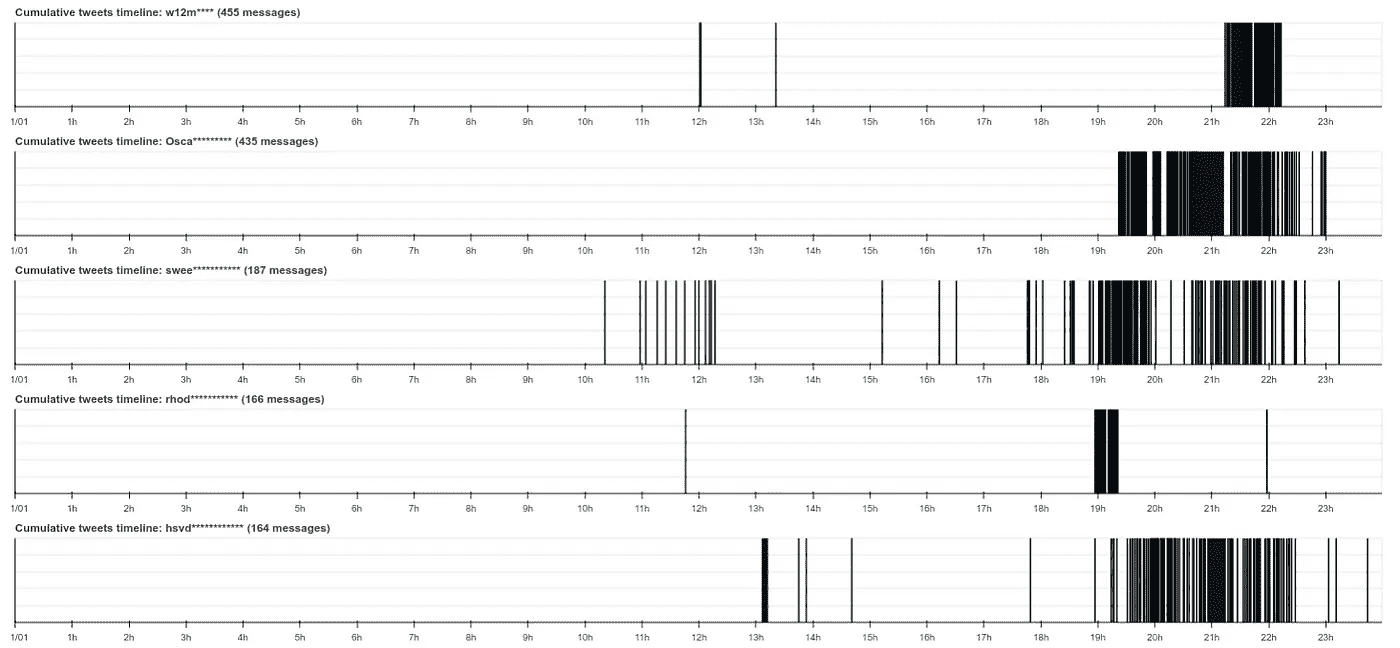 Cumulative tweets timeline: w12m**** (455 messages)
1/01 1h 2h 3h 4h 5h 6h 7h 8h 9h 10h 11h 12h 13h 14h 15h 16h 17h 18h 19h 20h 21h 22h 23h
Cumulative tweets timeline: Osca********* (435 messages)
1/01 1h 2h 3h 4h 5h 6h 7h 8h 9h 10h 11h 12h 13h 14h 15h 16h 17h 18h 19h 20h 21h 22h 23h
Cumulative tweets timeline: swee*********** (187 messages)
1/01 1h 2h 3h 4h 5h 6h 7h 8h 9h 10h 11h 12h 13h 14h 15h 16h 17h 18h 19h 20h 21h 22h 23h
Cumulative tweets timeline: rhod*********** (166 messages)
1/01 1h 2h 3h 4h 5h 6h 7h 8h 9h 10h 11h 12h 13h 14h 15h 16h 17h 18h 19h 20h 21h 22h 23h
Cumulative tweets timeline: hsvd************ (164 messages)
1/01 1h 2h 3h 4h 5h 6h 7h 8h 9h 10h 11h 12h 13h 14h 15h 16h 17h 18h 19h 20h 21h 22h 23h